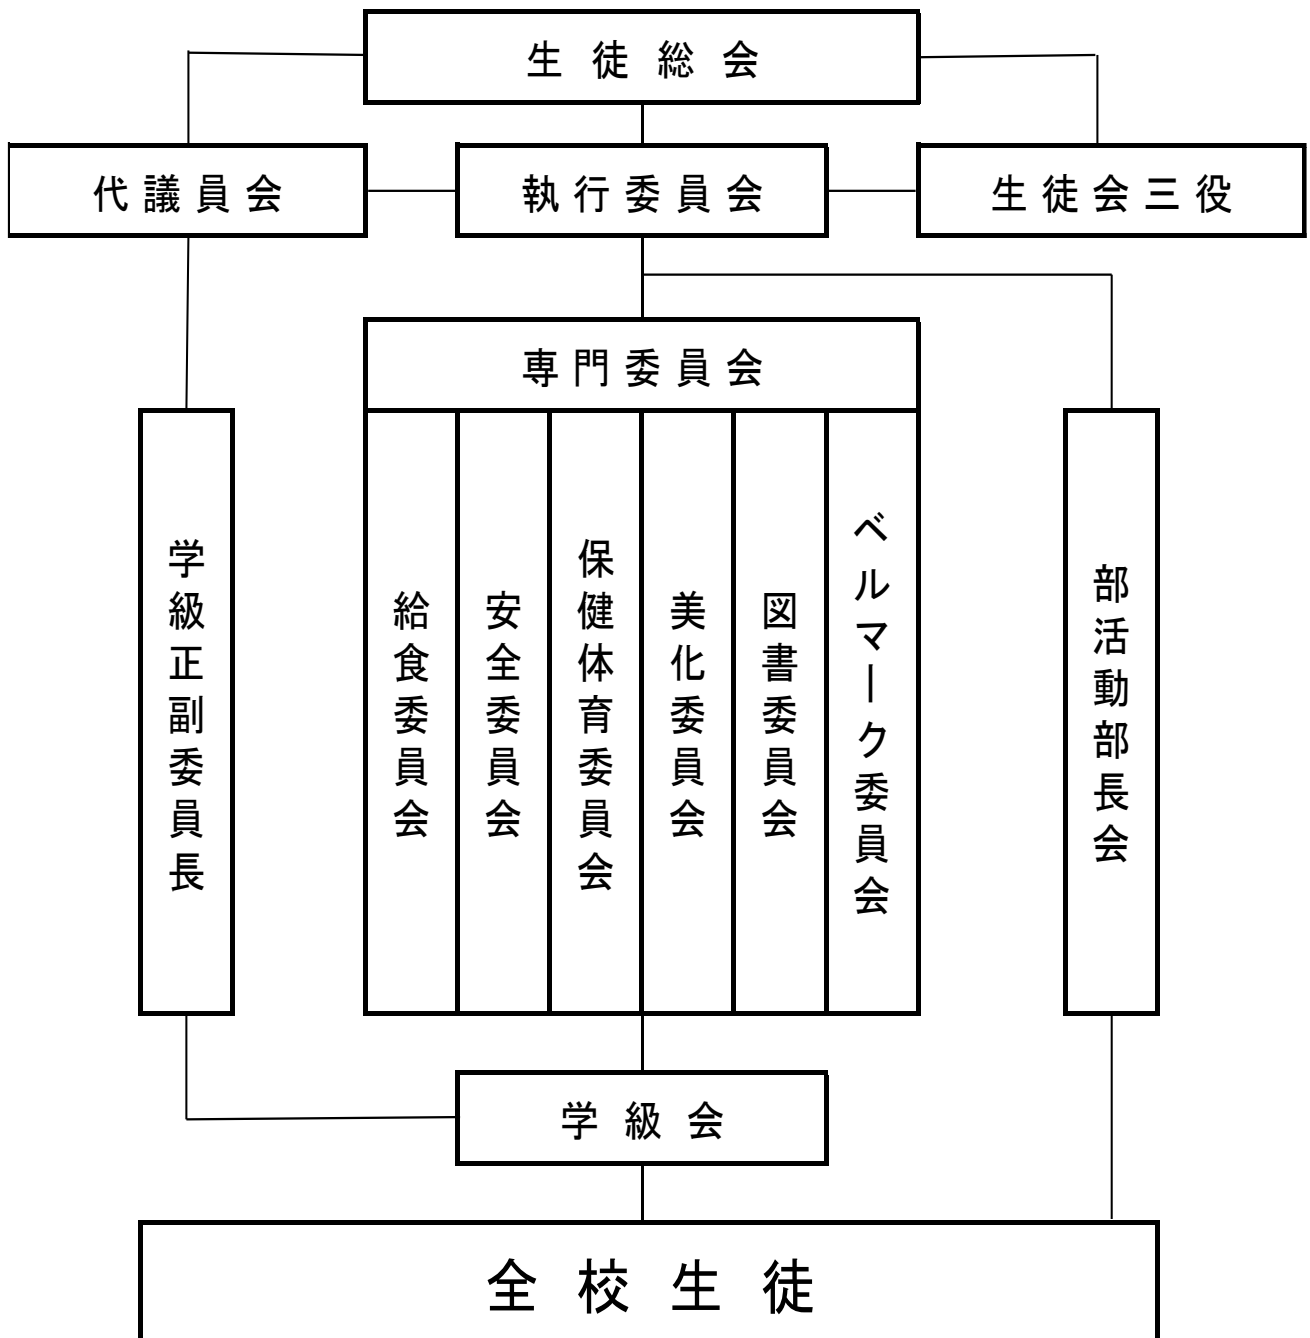 生徒総会
代議員会
執行委員会
生徒会三役
専門委員会
学級正副委員長
給食委員会
安全委員会
保健体育委員会
美化委員会
図書委員会
ベルマーク委員会
部活動部長会
学級会
全校生徒